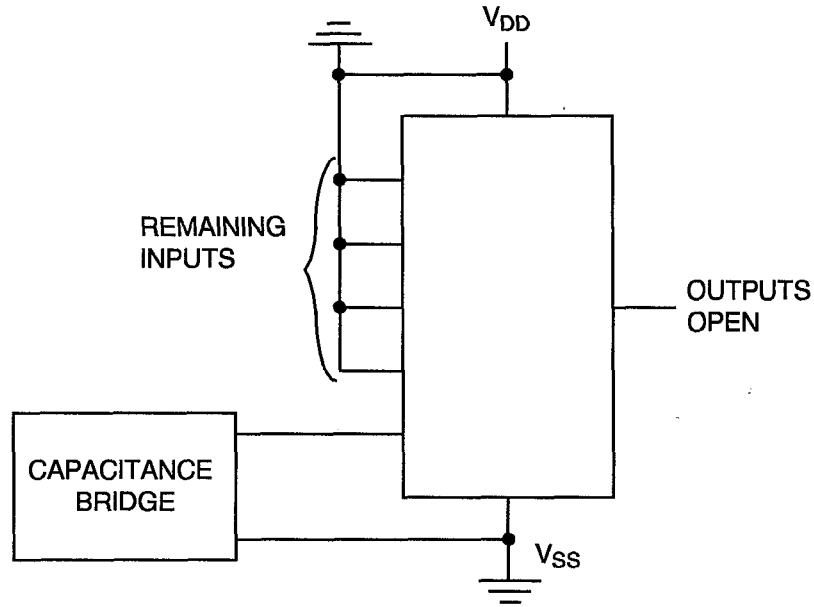 VDD
REMAINING
INPUTS
OUTPUTS
OPEN
CAPACITANCE
BRIDGE
VSS